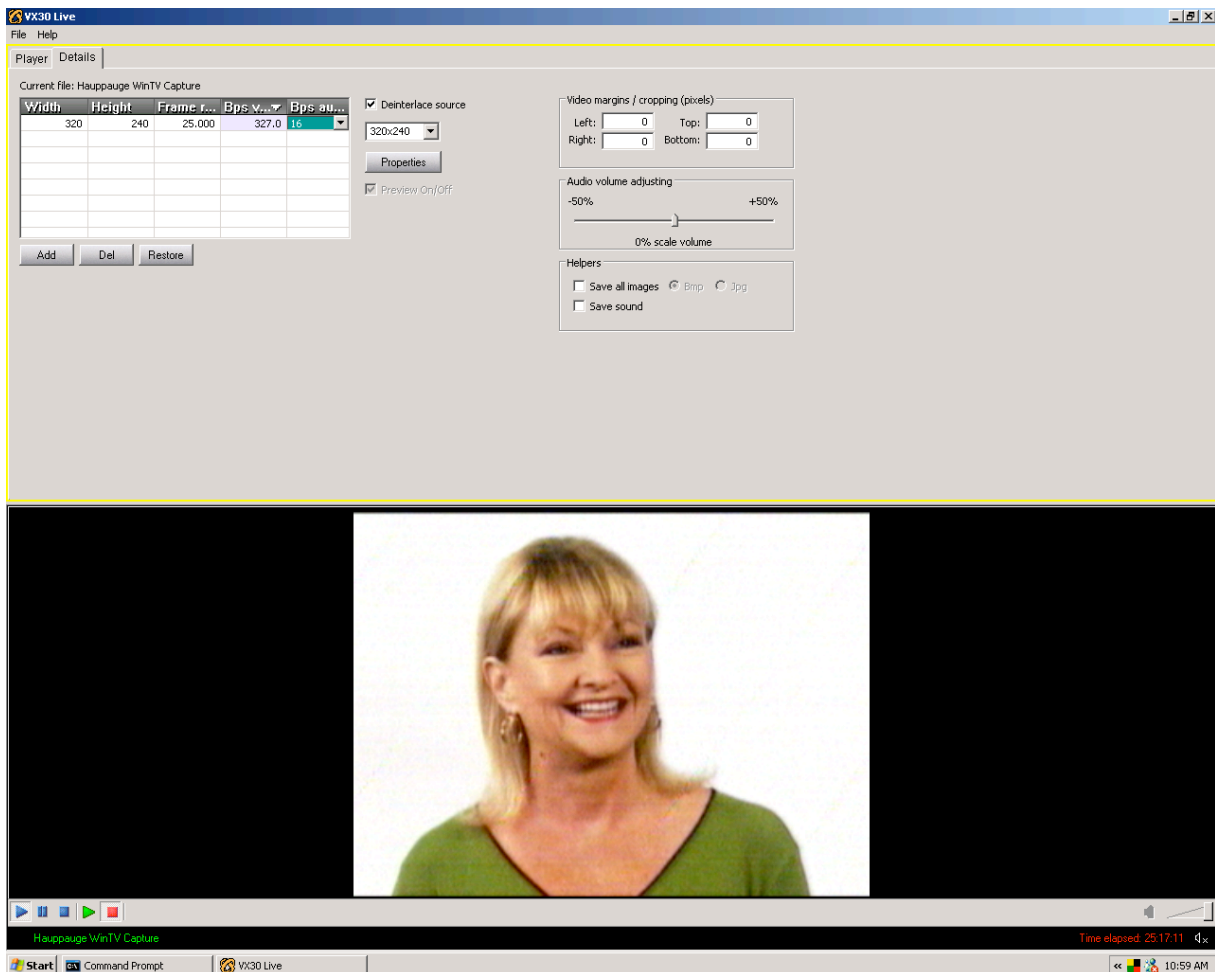 VX30 Live
File Help
Player Details
Current file: Hauppauge WinTV Capture
Width Height Frame r... Bps v... Bps au...
320 240 25.000 327.0 16
Add Del Restore
Deinterlace source
320x240
Properties
Preview On/Off
Video margins / cropping (pixels)
Left: 0 Top: 0
Right: 0 Bottom: 0
Audio volume adjusting
-50% +50%
0% scale volume
Helpers
Save all images Bmp Jpg
Save sound
Hauppauge WinTV Capture Time elapsed: 25:17:11
Start Command Prompt VX30 Live « 10:59 AM